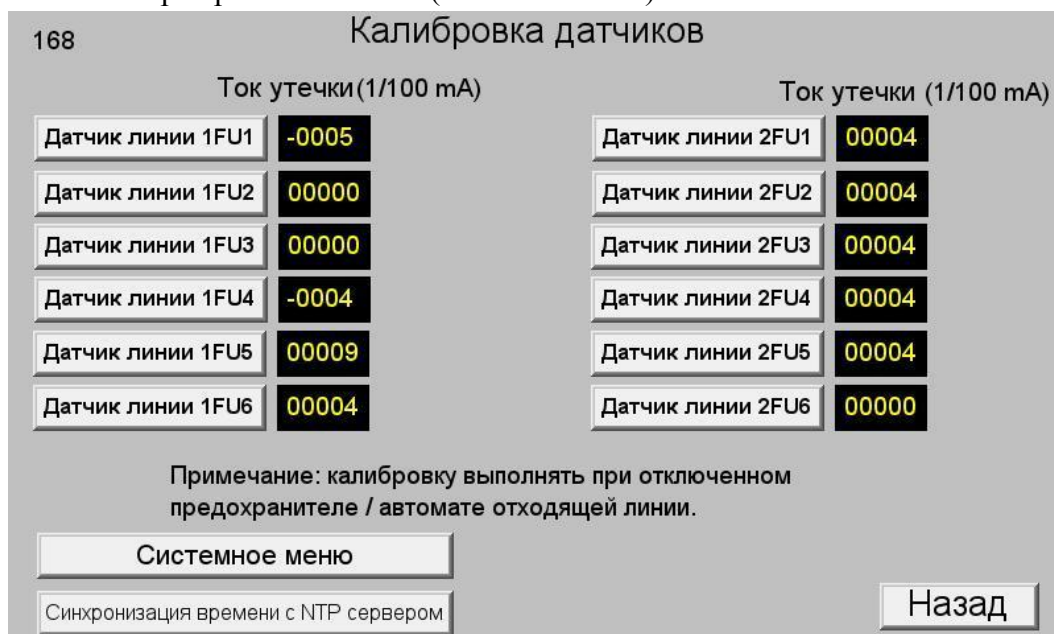 168
Калибровка датчиков
Ток утечки(1/100 mA)
Ток утечки (1/100 mA)
Датчик линии 1FU1 -0005
Датчик линии 2FU1 00004
Датчик линии 1FU2 00000
Датчик линии 2FU2 00004
Датчик линии 1FU3 00000
Датчик линии 2FU3 00004
Датчик линии 1FU4 -0004
Датчик линии 2FU4 00004
Датчик линии 1FU5 00009
Датчик линии 2FU5 00004
Датчик линии 1FU6 00004
Датчик линии 2FU6 00000
Примечание: калибровку выполнять при отключенном
предохранителе / автомате отходящей линии.
Системное меню
Синхронизация времени с NTP сервером
Назад